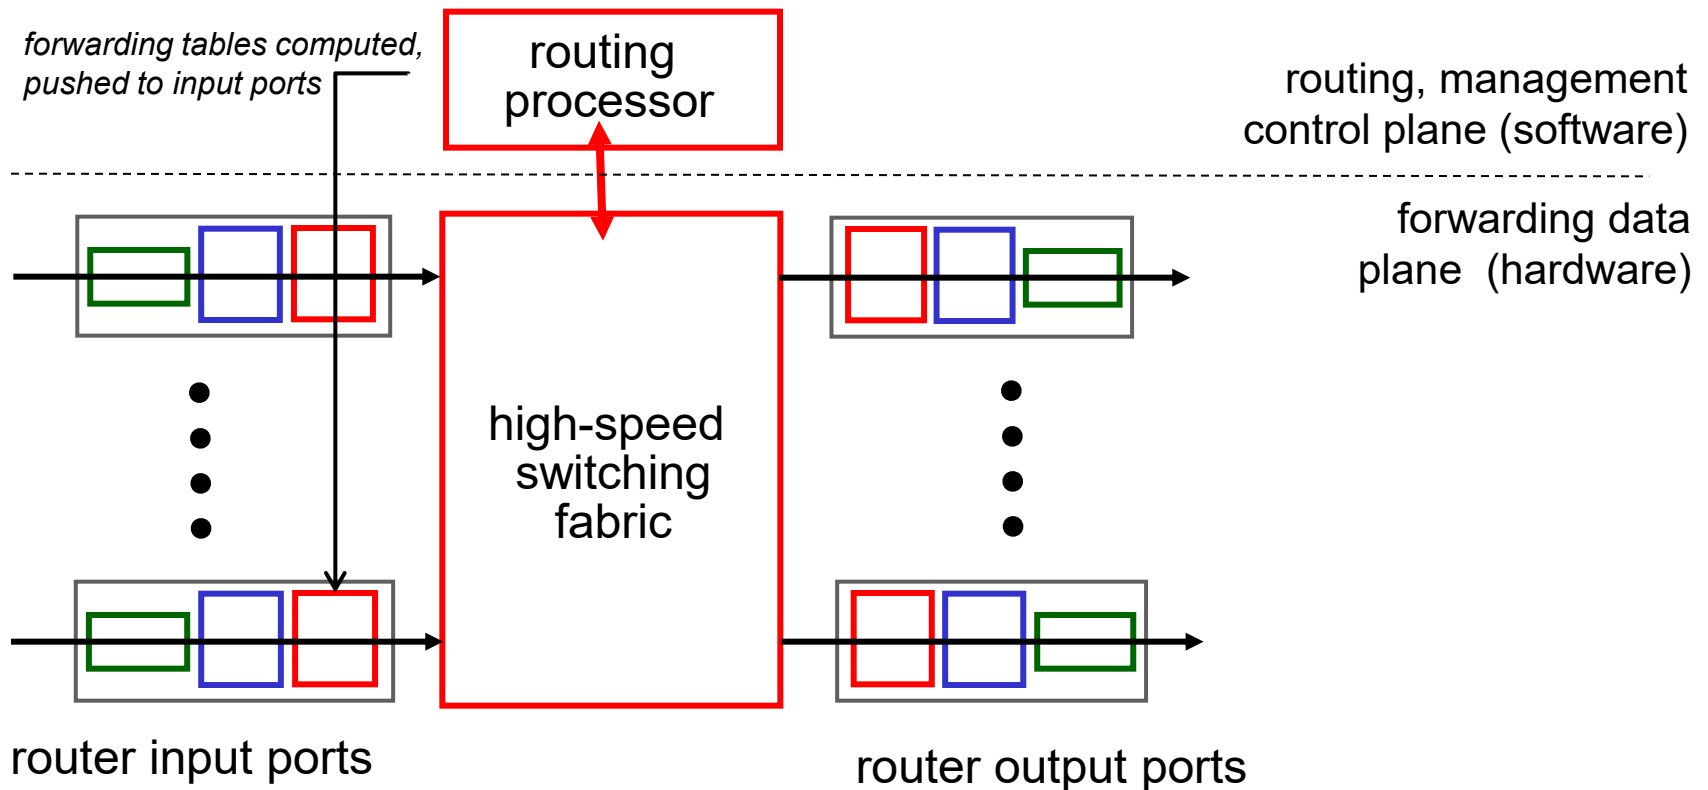 forwarding tables computed,
pushed to input ports
routing
processor
routing, management
control plane (software)
forwarding data
plane (hardware)
high-speed
switching
fabric
router input ports
router output ports